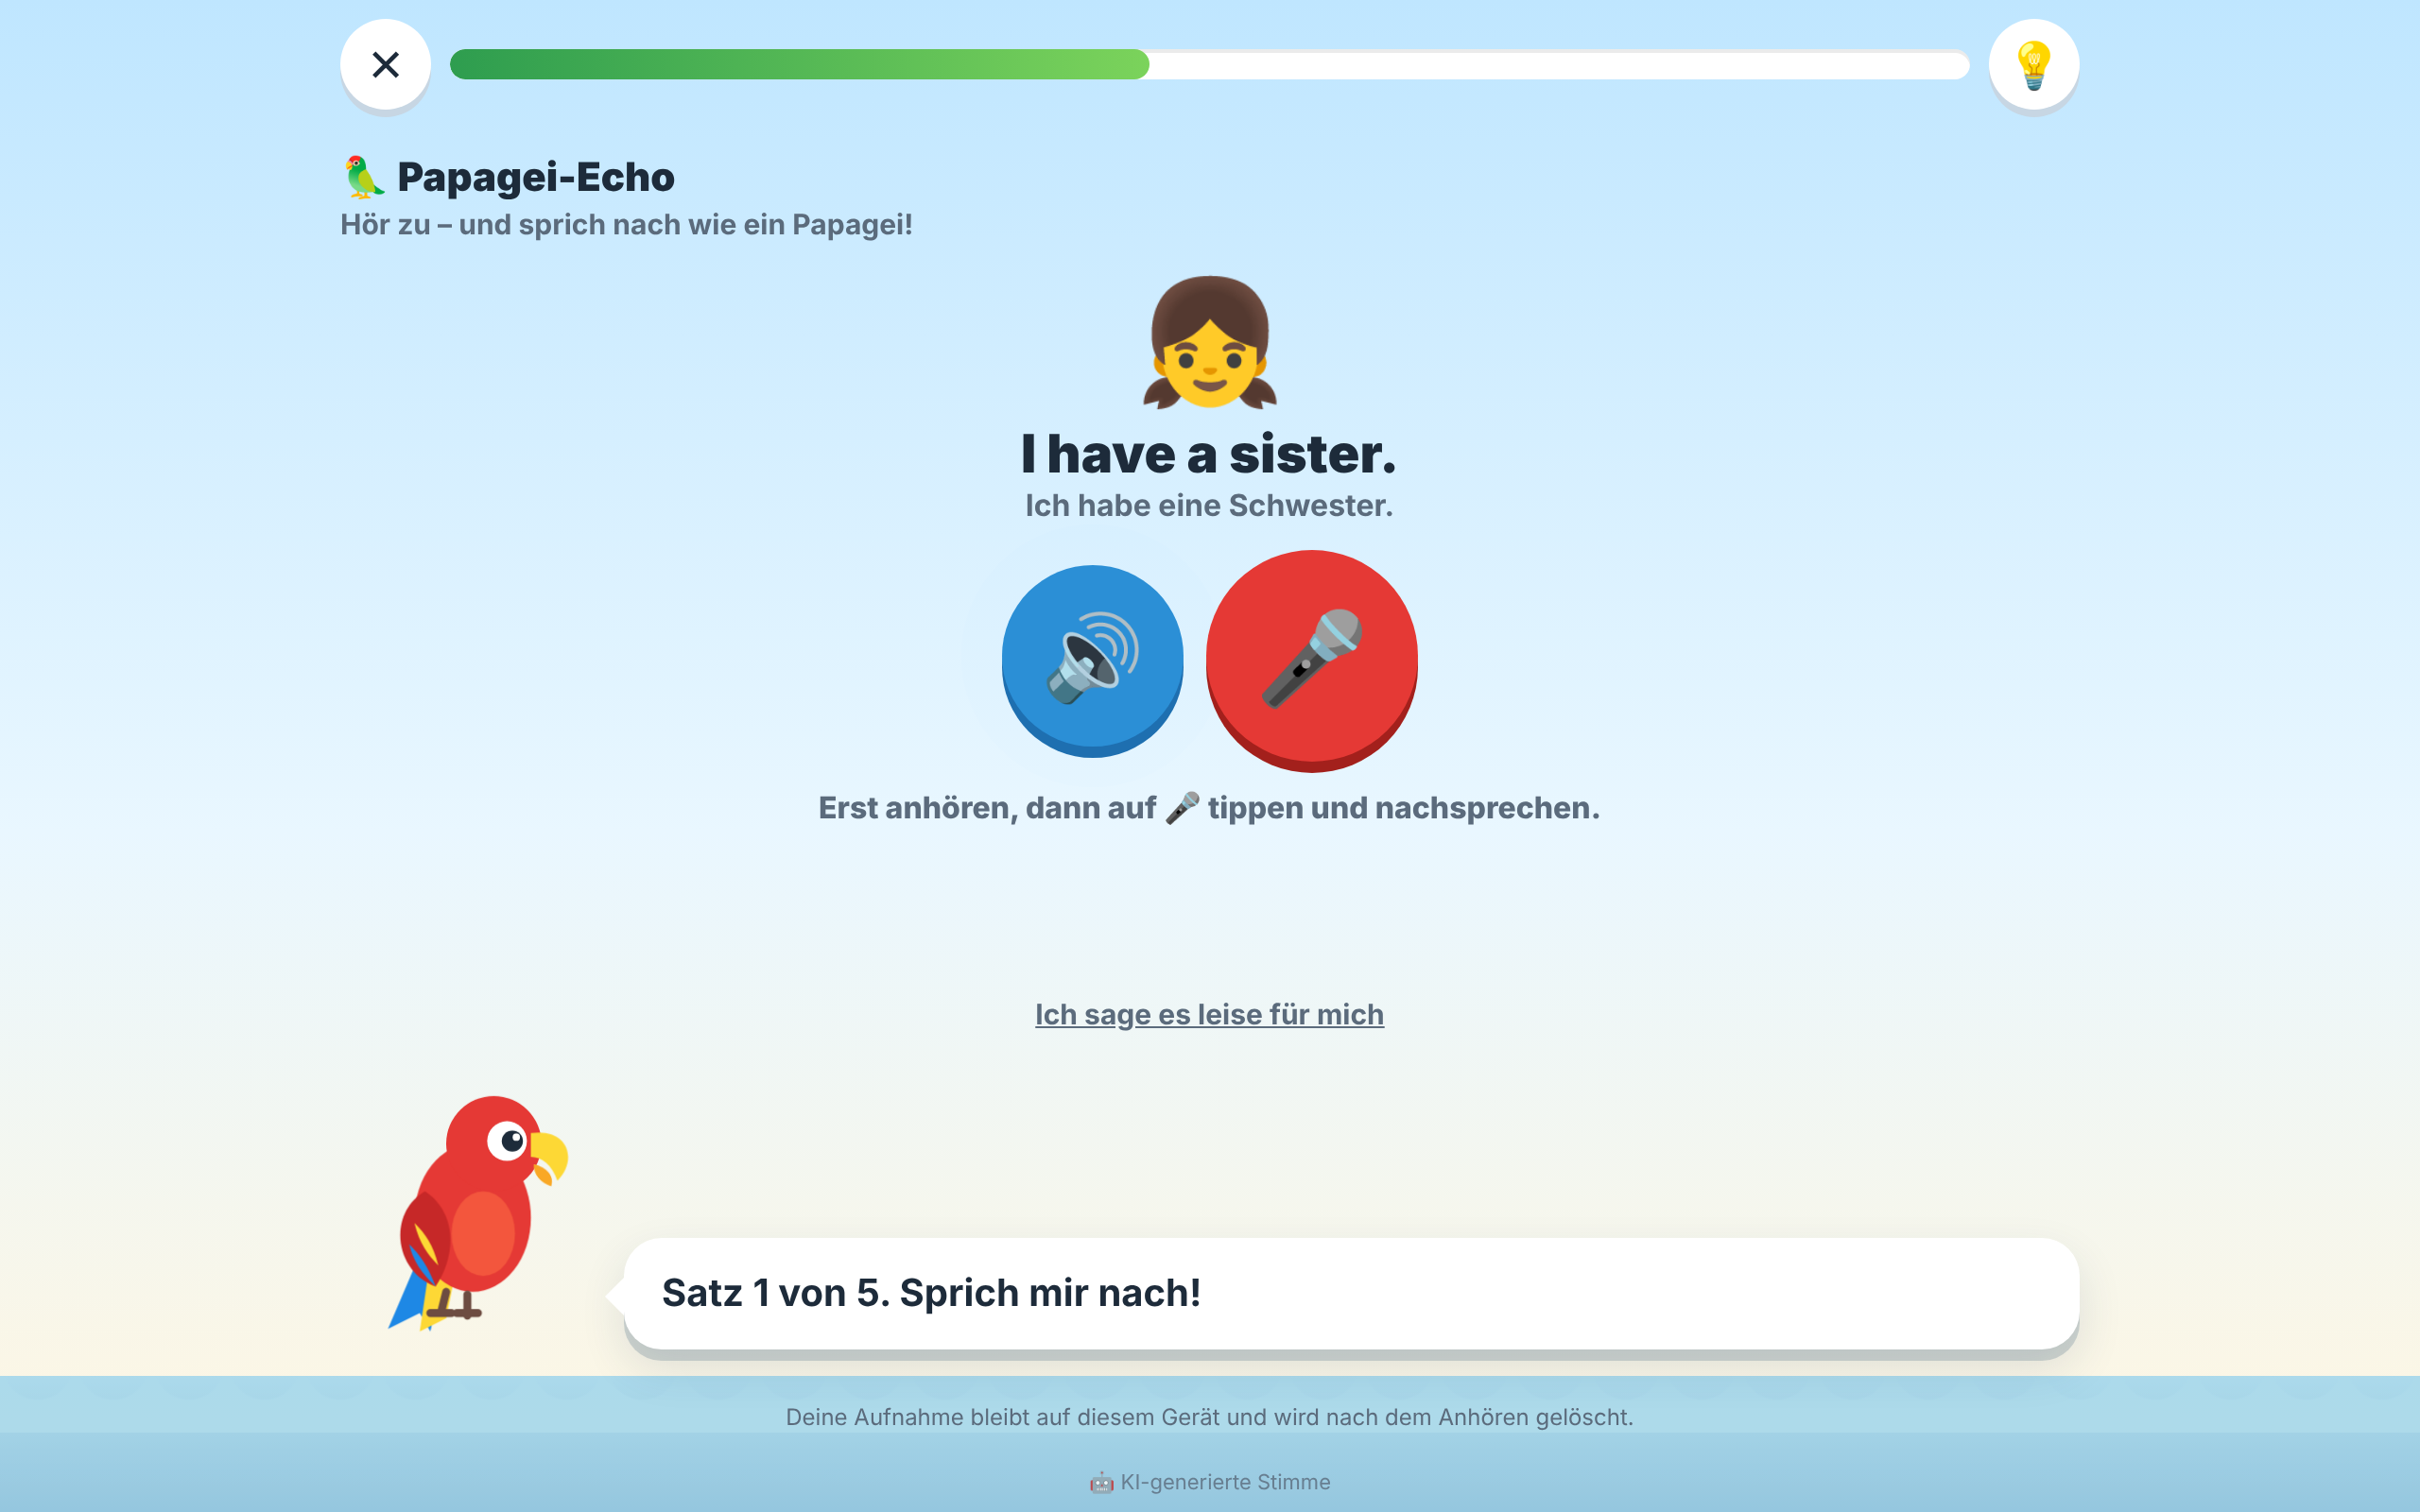 Papagei-Echo
Hör zu – und sprich nach wie ein Papagei!
I have a sister.
Ich habe eine Schwester.
Erst anhören, dann auf 🎤 tippen und nachsprechen.
Ich sage es leise für mich
Satz 1 von 5. Sprich mir nach!
Deine Aufnahme bleibt auf diesem Gerät und wird nach dem Anhören gelöscht.
KI-generierte Stimme